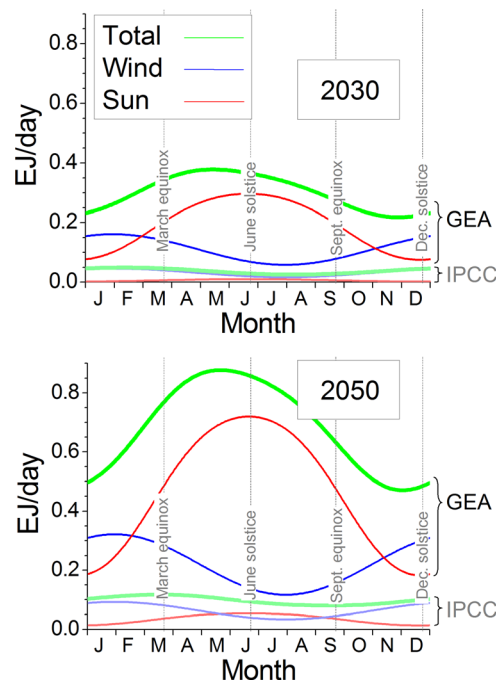 Total
Wind
Sun
2030
EJ/day
0.8
0.6
0.4
0.2
0.0
March equinox
June solstice
Sept. equinox
Dec. solstice
GEA
IPCC
J F M A M J J A S O N D
Month
2050
EJ/day
0.8
0.6
0.4
0.2
0.0
March equinox
June solstice
Sept. equinox
Dec. solstice
GEA
IPCC
J F M A M J J A S O N D
Month